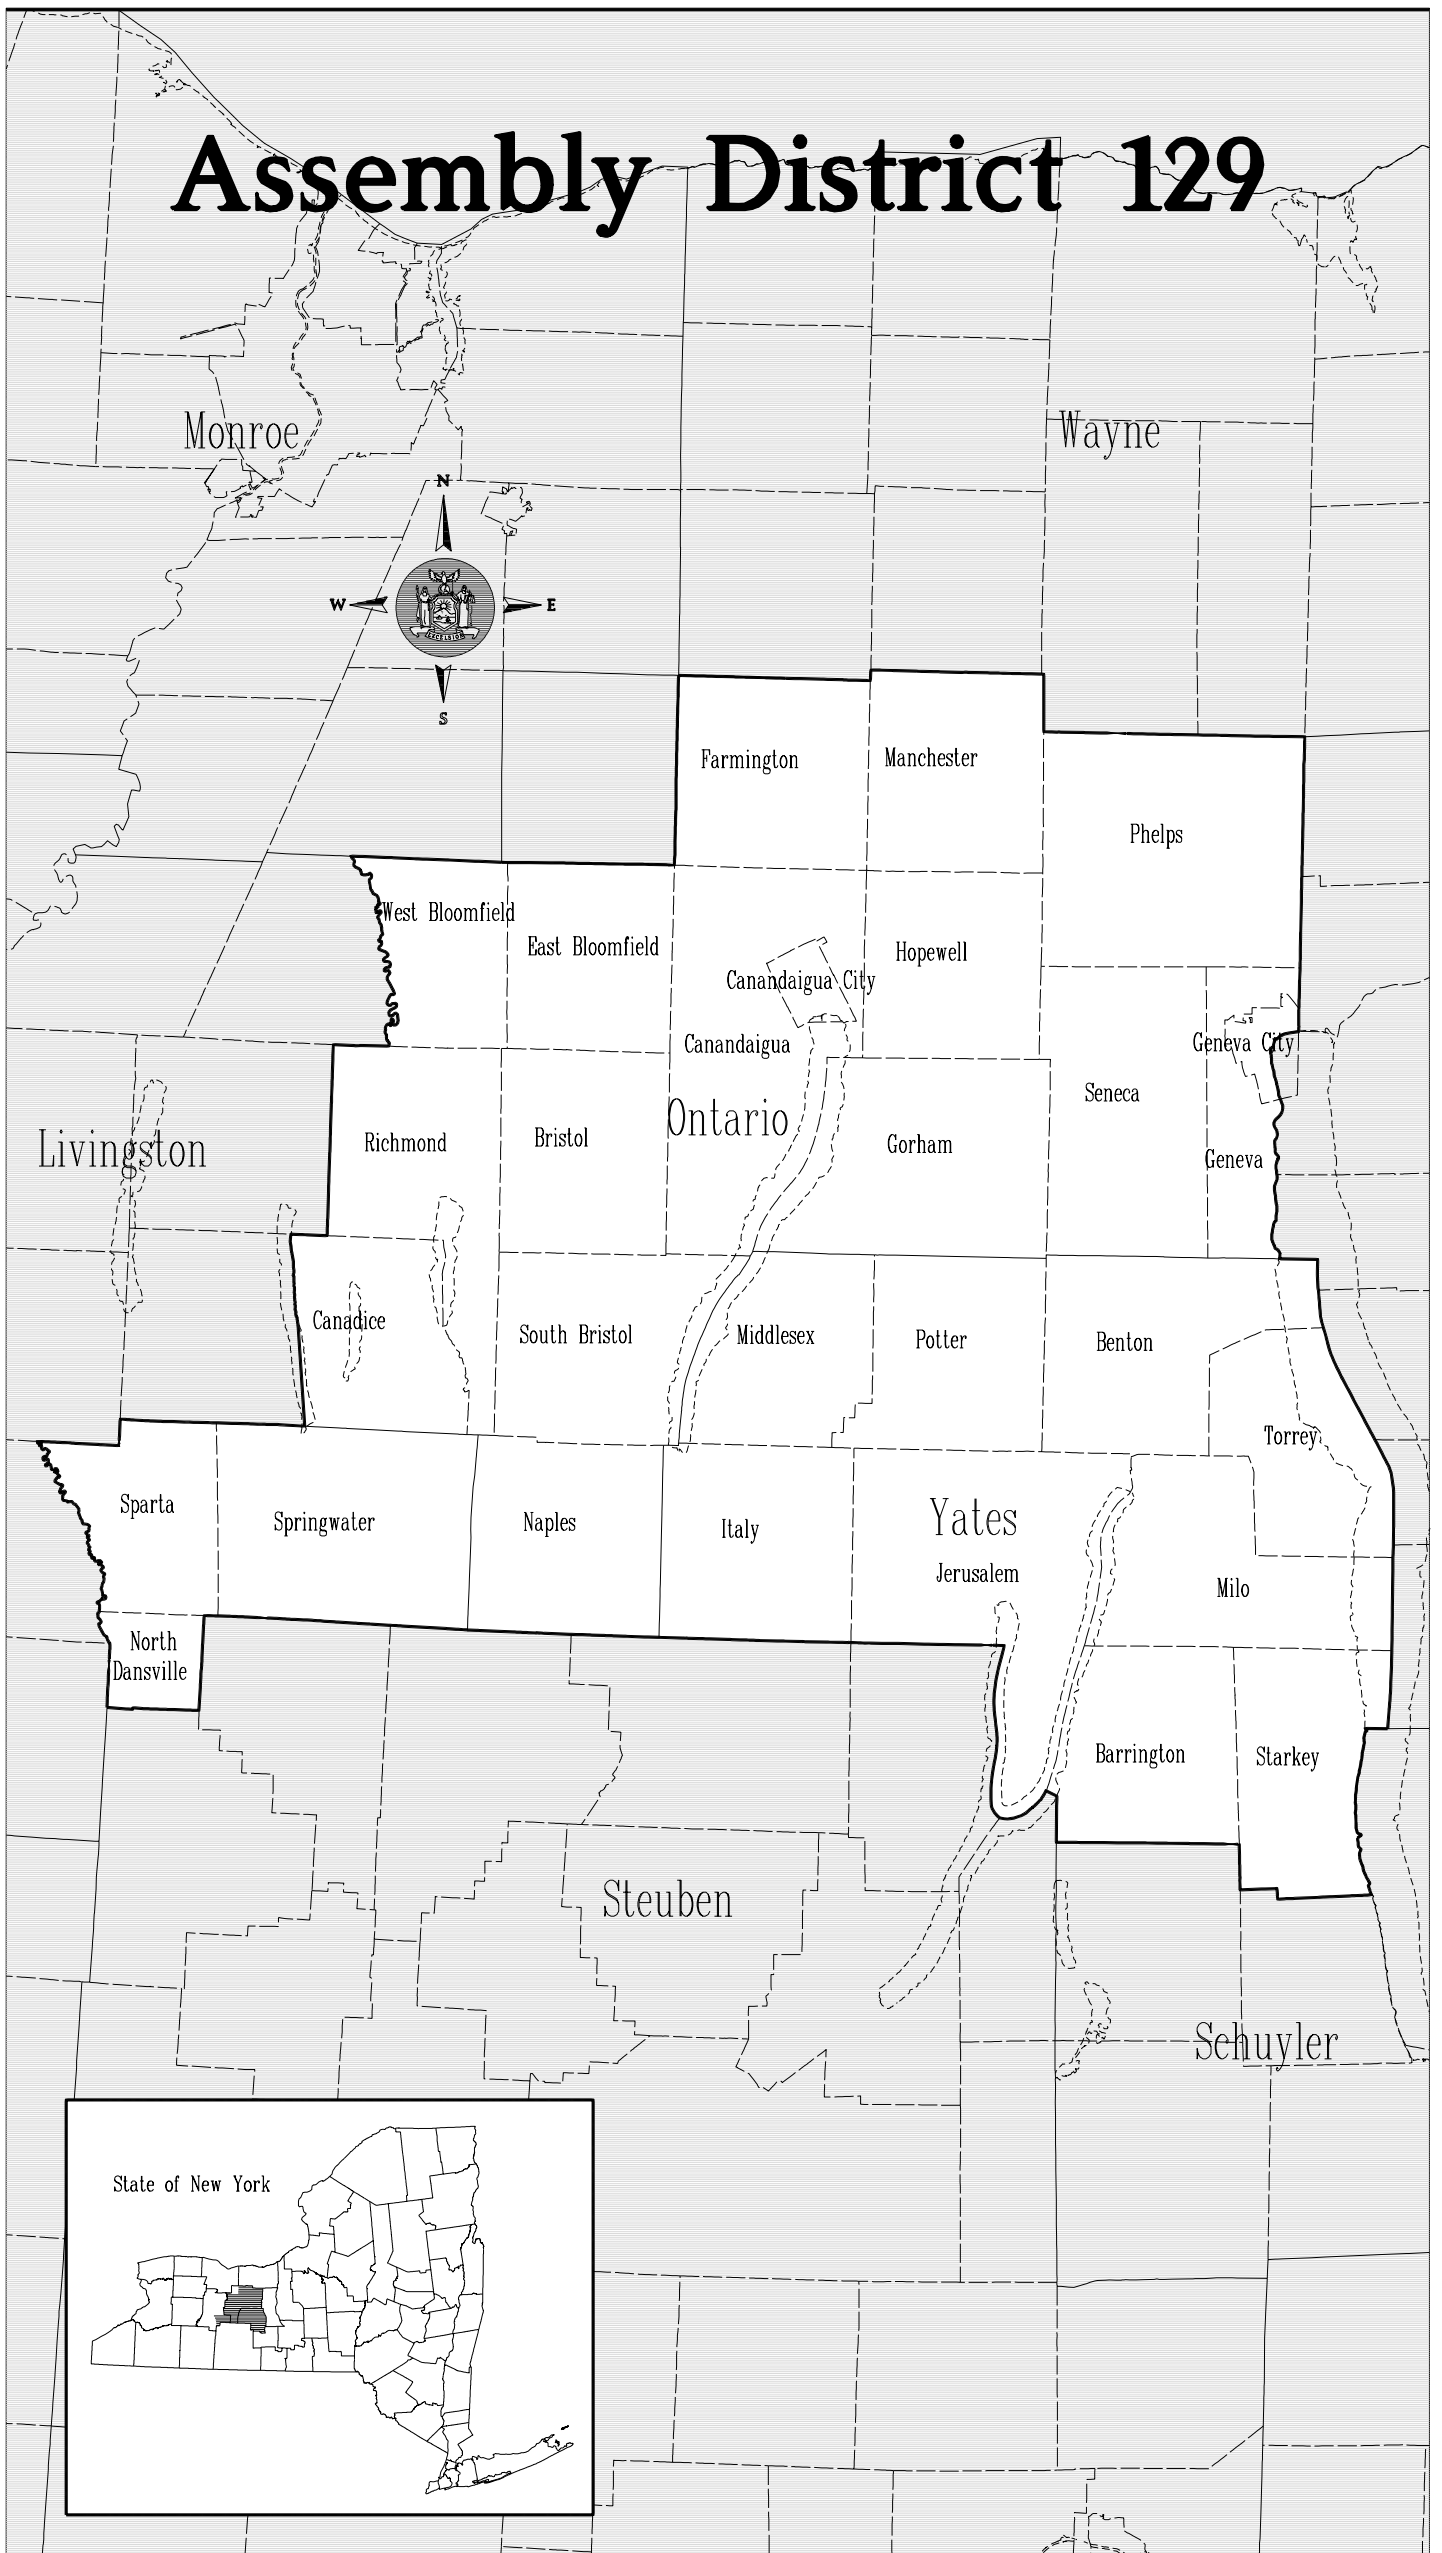 Assembly District 129
Monroe
Wayne
N
W
E
EXCELSIOR
S
Farmington
Manchester
Phelps
West Bloomfield
East Bloomfield
Hopewell
Canandaigua City
Canandaigua
Geneva City
Seneca
Ontario
Livingston
Richmond
Bristol
Gorham
Geneva
Canadice
South Bristol
Middlesex
Potter
Benton
Torrey
Sparta
Springwater
Naples
Italy
Yates
Jerusalem
Milo
North
Dansville
Barrington
Starkey
Steuben
Schuyler
State of New York